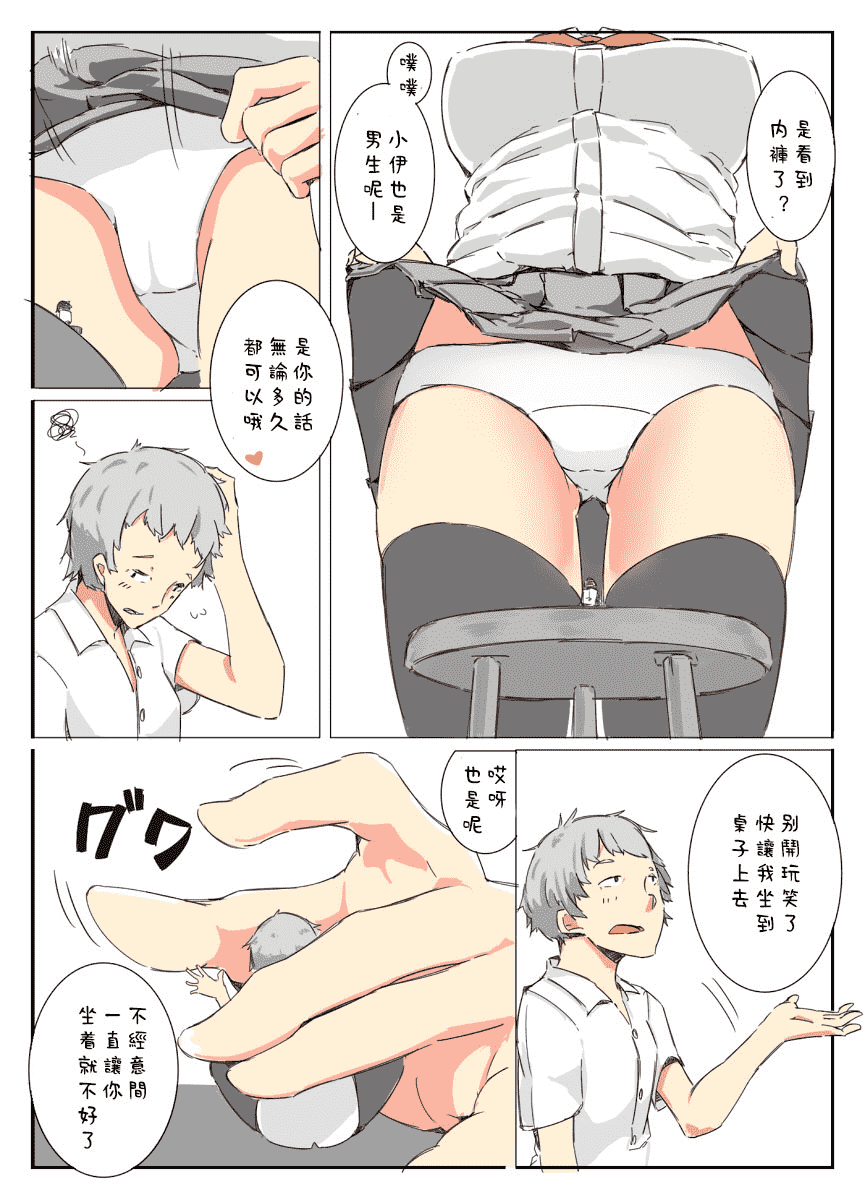 是看到
內褲了？
噗噗
小伊也是
男生呢ー
是你的話
無論多久
都可以哦
別鬧玩笑了
快讓我坐到
桌子上去
哎呀
也是呢
グワ
不經意間
一直讓你
坐着就不好了